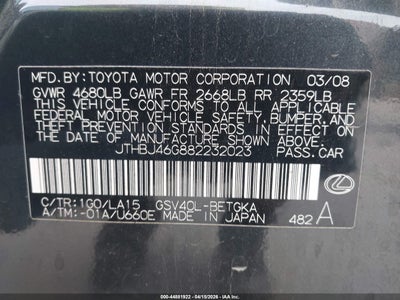 MFD. BY: TOYOTA MOTOR CORPORATION 03/08
GVWR 4680LB GAWR FR 2668LB RR 2359LB
THIS VEHICLE CONFORMS TO ALL APPLICABLE
FEDERAL MOTOR VEHICLE SAFETY, BUMPER, AND
THEFT PREVENTION STANDARDS IN EFFECT ON
THE DATE OF MANUFACTURE SHOWN ABOVE.
JTHBJ46G882232023 PASS.CAR
C/TR:1G0/LA15 GSV40L-BETGKA
A/TM:-01A/U660E MADE IN JAPAN 482 A
000-44881922 - 04/15/2026 - IAAI.COM